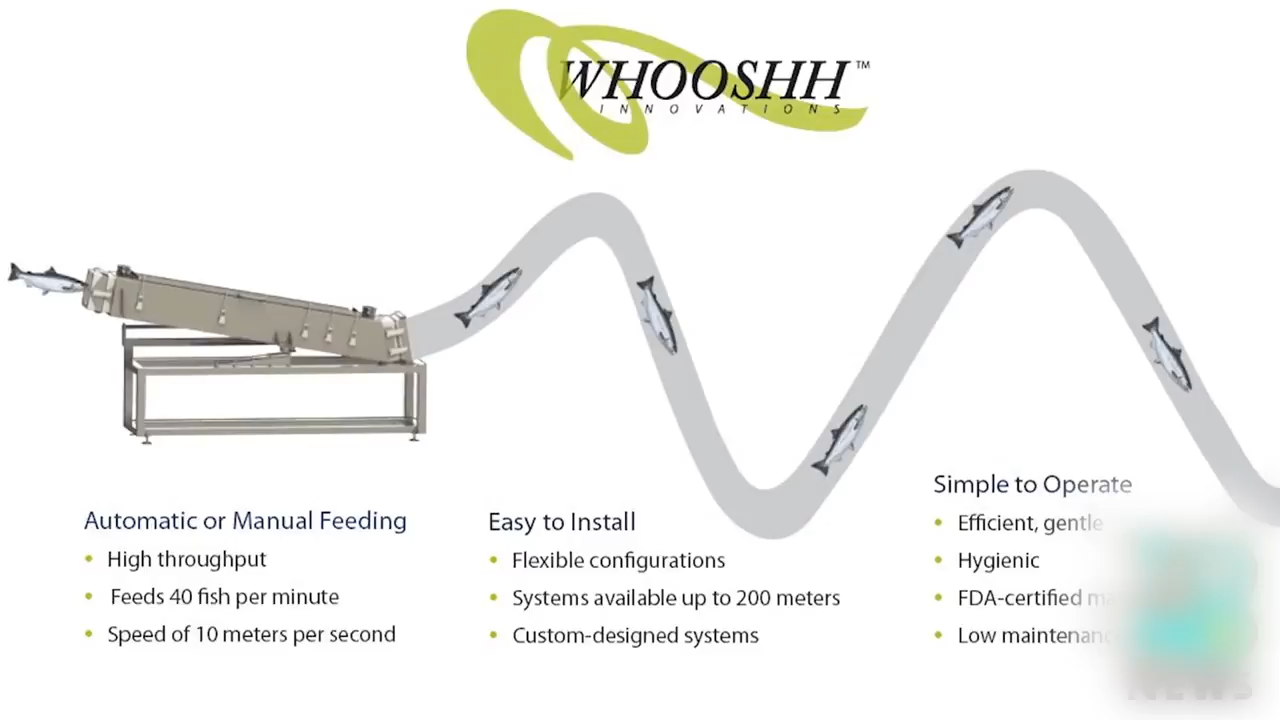 WHOOSHH™
INNOVATIONS
Automatic or Manual Feeding
• High throughput
• Feeds 40 fish per minute
• Speed of 10 meters per second
Easy to Install
• Flexible configurations
• Systems available up to 200 meters
• Custom-designed systems
Simple to Operate
• Efficient, gentle
• Hygienic
• FDA-certified
• Low
NEWS